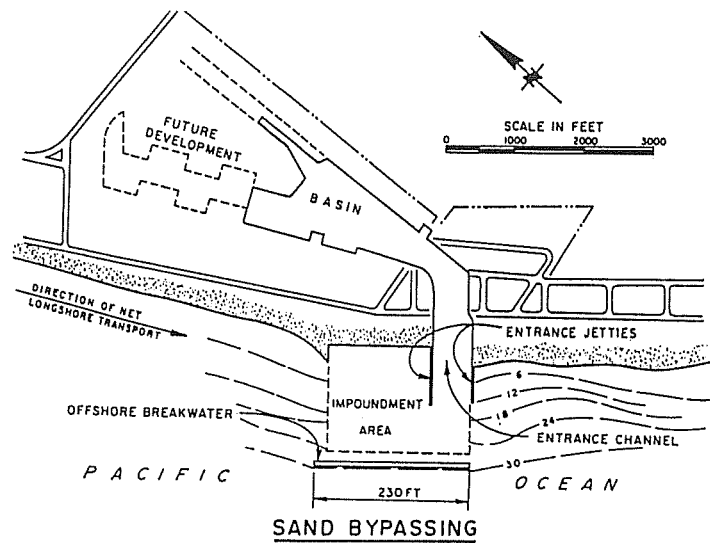 SCALE IN FEET
0 1000 2000 3000
FUTURE
DEVELOPMENT
BASIN
DIRECTION OF NET
LONGSHORE TRANSPORT
ENTRANCE JETTIES
6
12
18
24
30
IMPOUNDMENT
AREA
OFFSHORE BREAKWATER
ENTRANCE CHANNEL
PACIFIC
OCEAN
230 FT
SAND BYPASSING